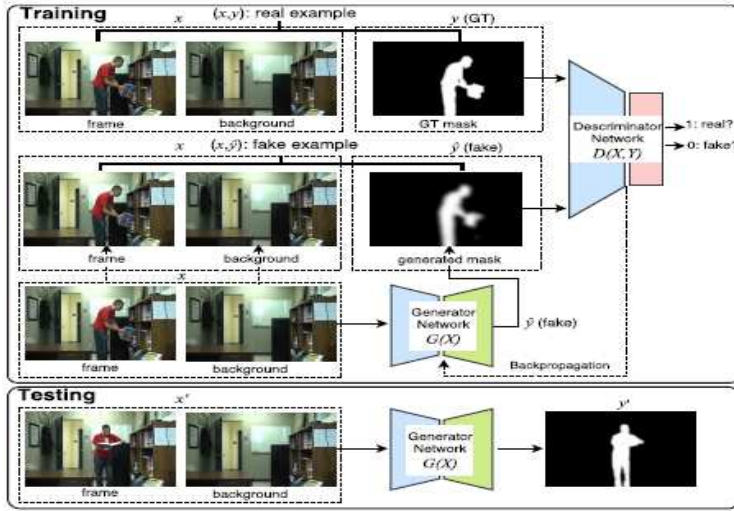 Training
x
(x,y): real example
y (GT)
frame
background
GT mask
x
(x,ŷ): fake example
ŷ (fake)
Descriminator
Network
D(X,Y)
1: real?
0: fake?
frame
background
generated mask
x
Generator
Network
G(X)
ŷ (fake)
Backpropagation
frame
background
Testing
x'
y'
Generator
Network
G(X)
frame
background